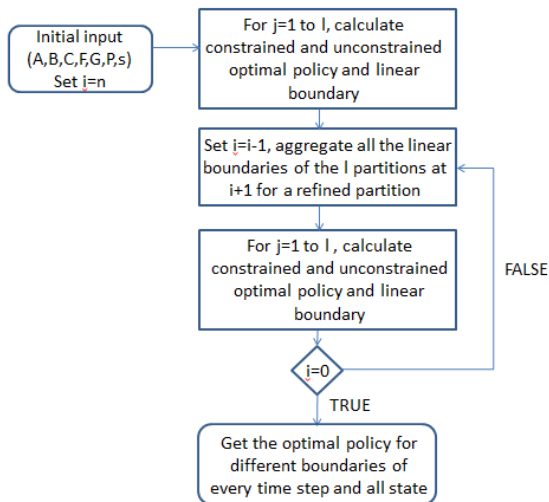 Initial input
(A,B,C,F,G,P,s)
Set i=n
For j=1 to l, calculate
constrained and unconstrained
optimal policy and linear
boundary
Set i=i-1, aggregate all the linear
boundaries of the l partitions at
i+1 for a refined partition
For j=1 to l , calculate
constrained and unconstrained
optimal policy and linear
boundary
FALSE
i=0
TRUE
Get the optimal policy for
different boundaries of
every time step and all state